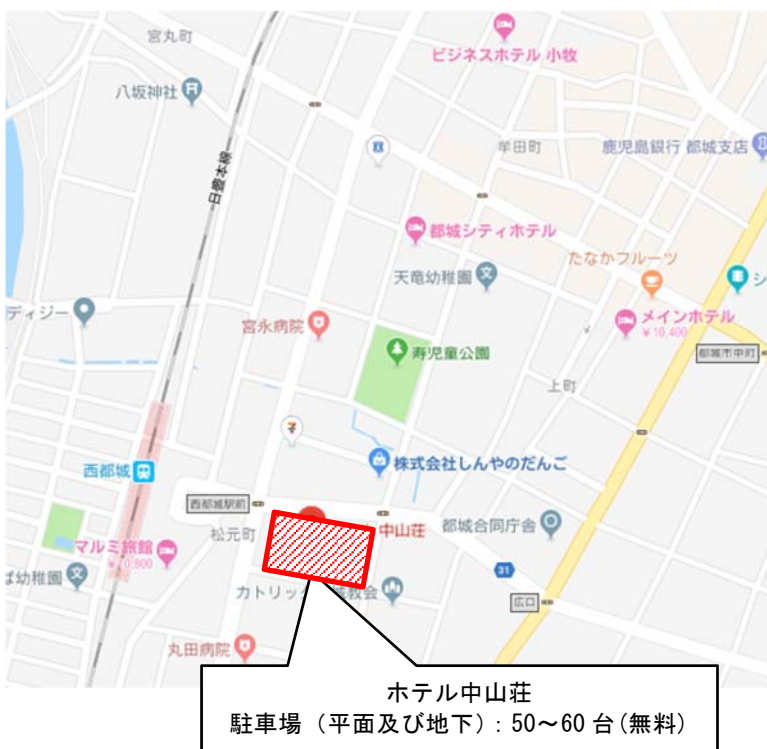 宮丸町
ビジネスホテル 小牧
八坂神社
牟田町
鹿児島銀行 都城支店
日豊本線
都城シティホテル
たなかフルーツ
天竜幼稚園
シ
ディジー
宮永病院
メインホテル
￥10,400
寿児童公園
都城市中町
上町
西都城
株式会社しんやのだんご
西都城駅前
松元町
中山荘
都城合同庁舎
マルミ旅館
ば幼稚園
31
カトリッ
教会
広口
丸田病院
ホテル中山荘
駐車場（平面及び地下）：50～60 台(無料)